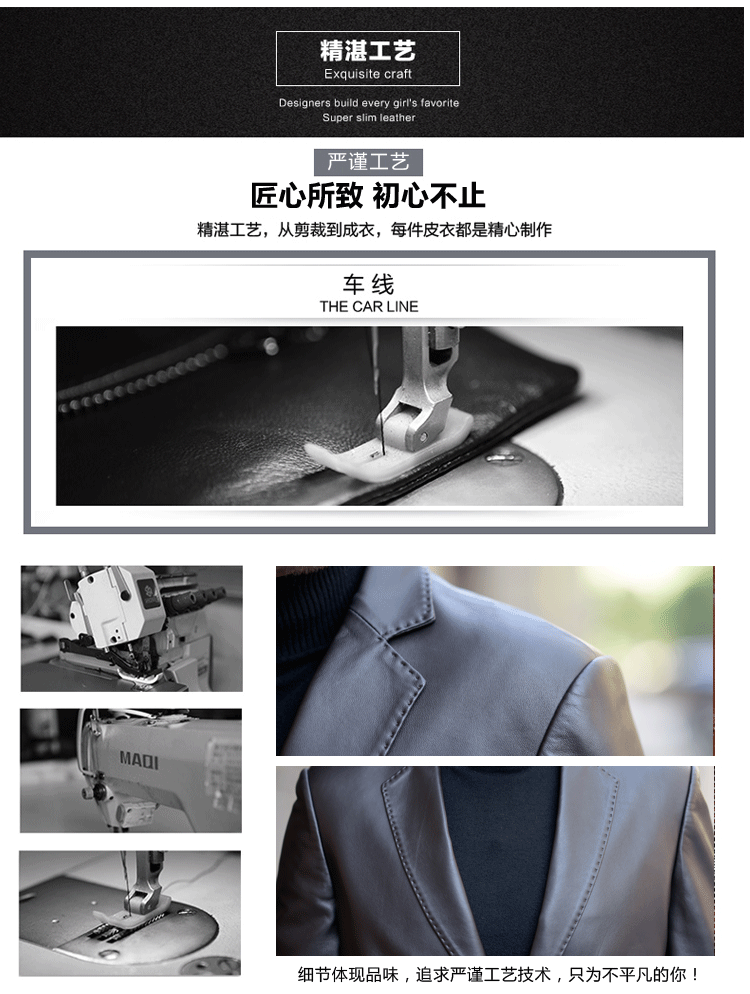 精湛工艺
Exquisite craft
Designers build every girl's favorite
Super slim leather
严谨工艺
匠心所致 初心不止
精湛工艺，从剪裁到成衣，每件皮衣都是精心制作
车线
THE CAR LINE
MAQI
细节体现品味，追求严谨工艺技术，只为不平凡的你！